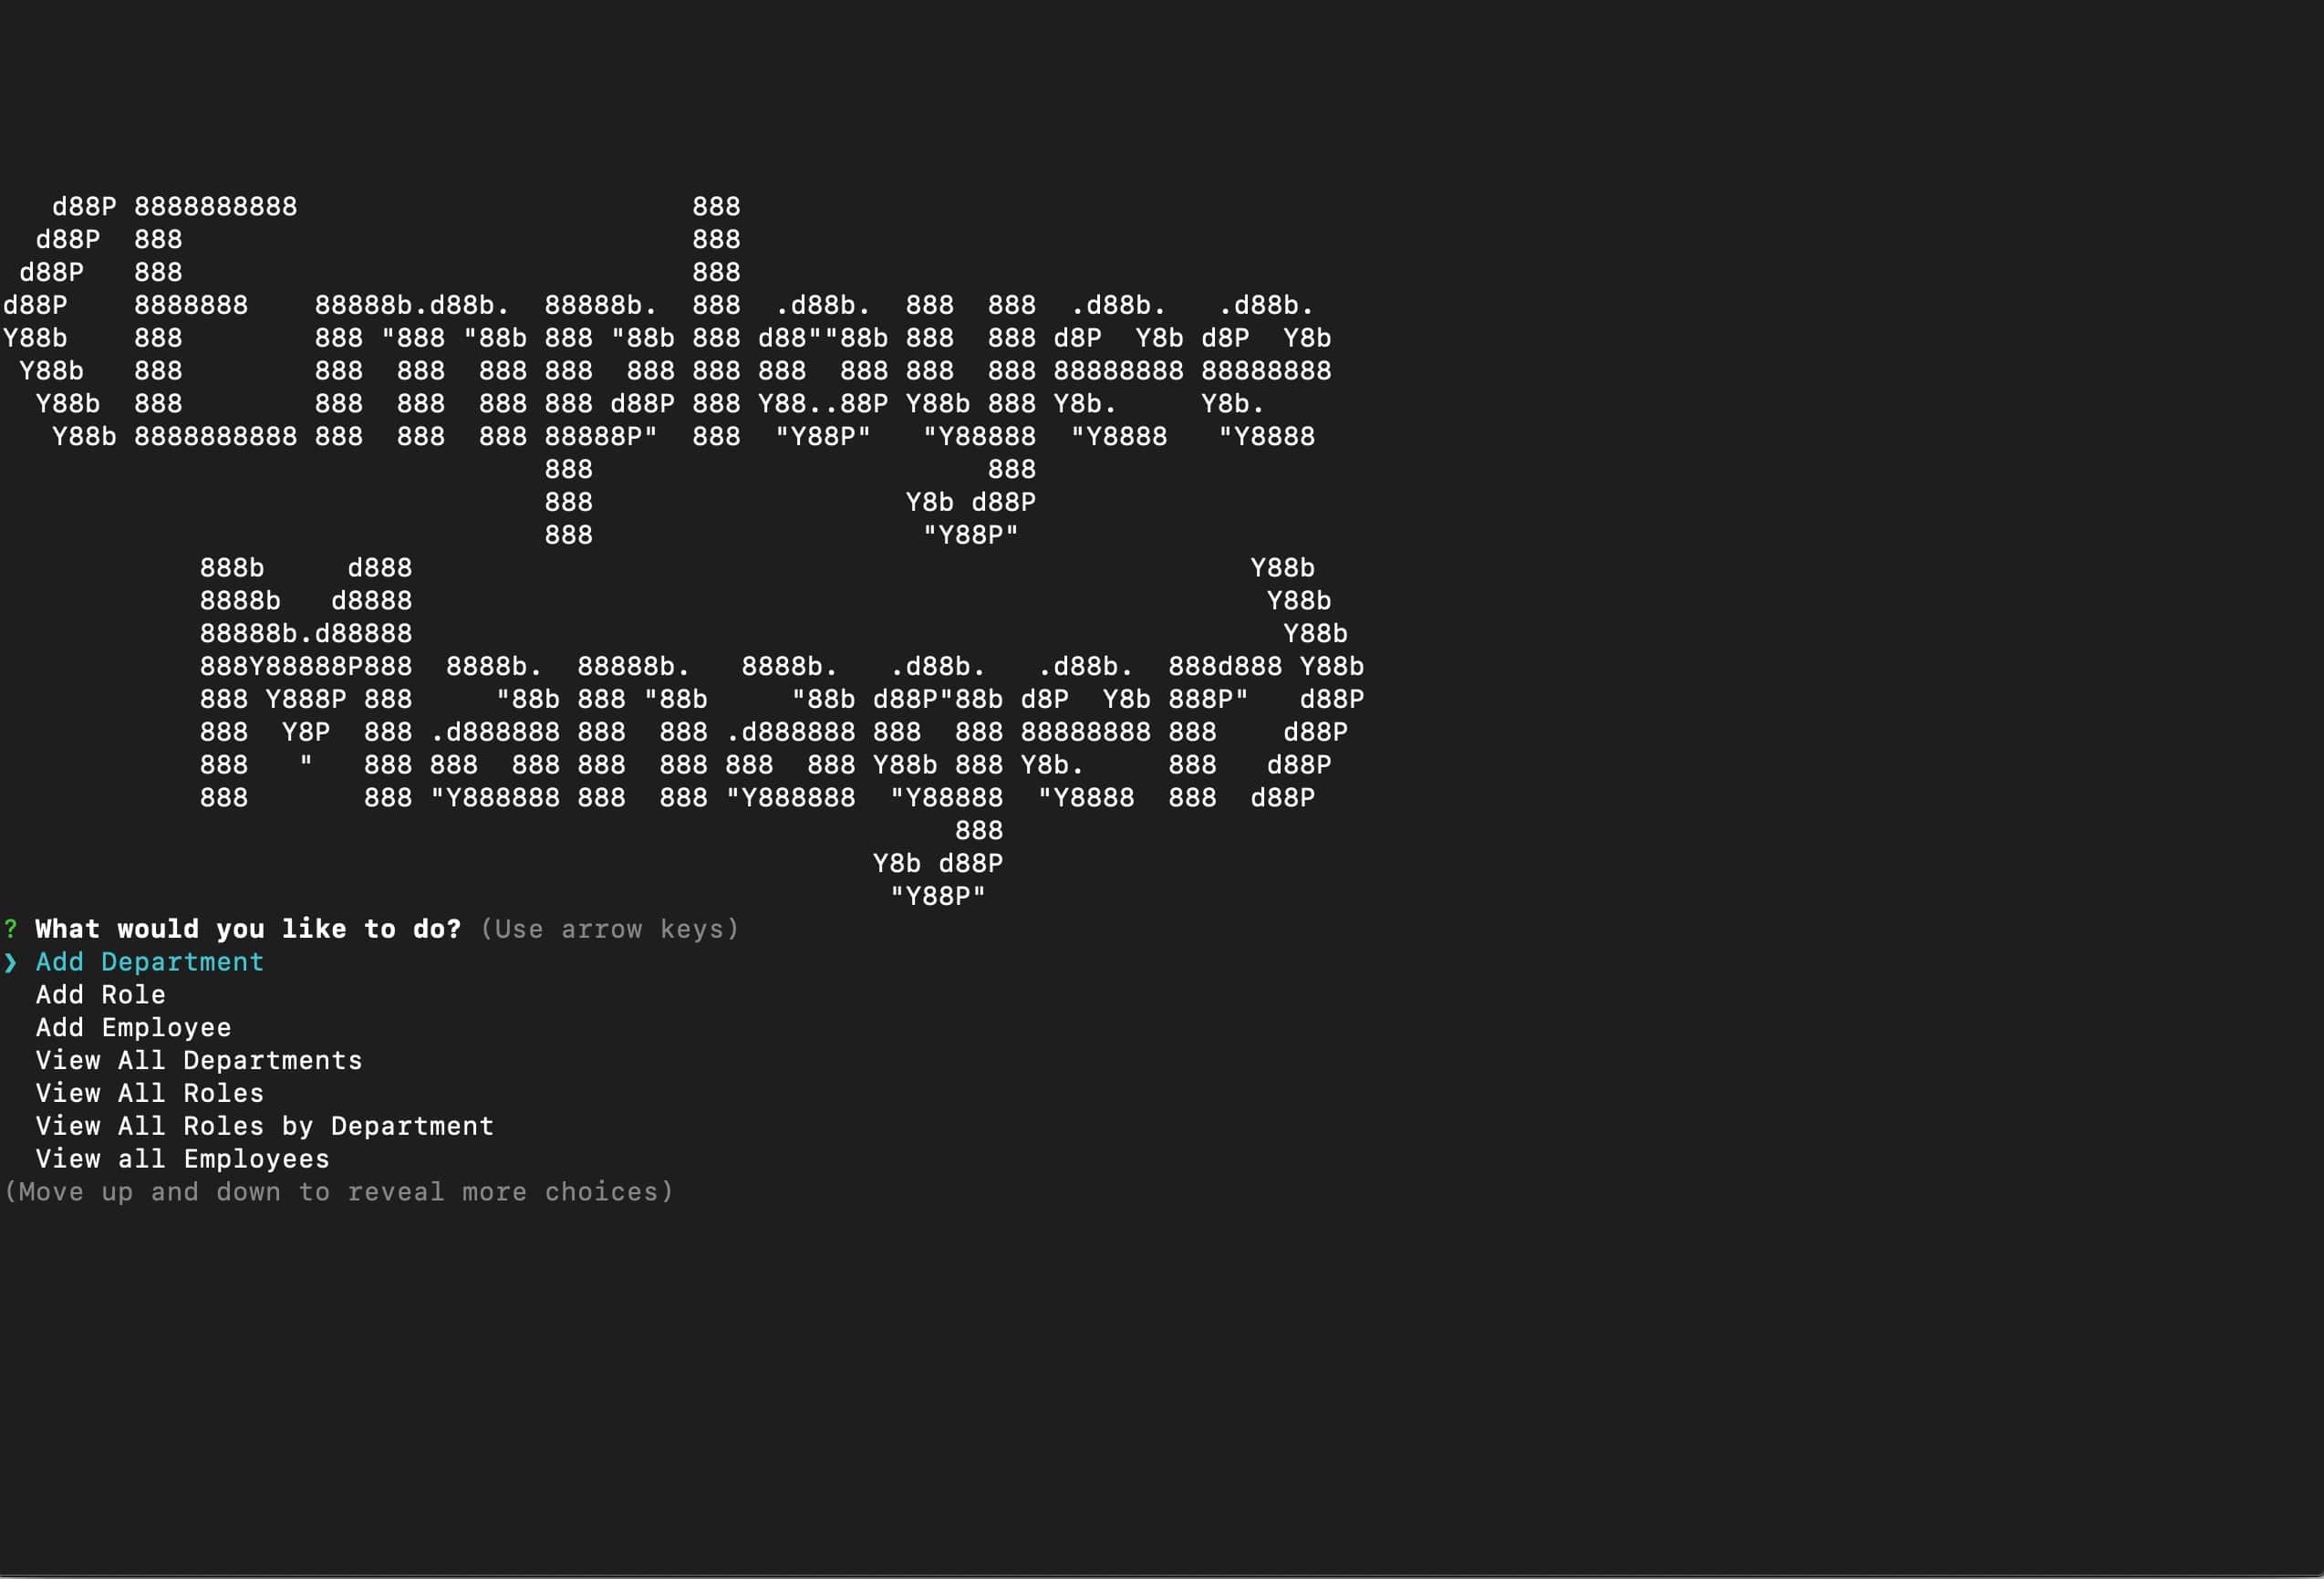 d88P 8888888888                        888
  d88P  888                               888
 d88P   888                               888
d88P    8888888    88888b.d88b.  88888b.  888  .d88b.  888  888  .d88b.   .d88b.
Y88b    888        888 "888 "88b 888 "88b 888 d88""88b 888  888 d8P  Y8b d8P  Y8b
 Y88b   888        888  888  888 888  888 888 888  888 888  888 88888888 88888888
  Y88b  888        888  888  888 888 d88P 888 Y88..88P Y88b 888 Y8b.     Y8b.
   Y88b 8888888888 888  888  888 88888P"  888  "Y88P"   "Y88888  "Y8888   "Y8888
                                 888                        888
                                 888                   Y8b d88P
                                 888                    "Y88P"
            888b     d888                                                   Y88b
            8888b   d8888                                                    Y88b
            88888b.d88888                                                     Y88b
            888Y88888P888  8888b.  88888b.   8888b.   .d88b.   .d88b.  888d888 Y88b
            888 Y888P 888     "88b 888 "88b     "88b d88P"88b d8P  Y8b 888P"   d88P
            888  Y8P  888 .d888888 888  888 .d888888 888  888 88888888 888    d88P
            888   "   888 888  888 888  888 888  888 Y88b 888 Y8b.     888   d88P
            888       888 "Y888888 888  888 "Y888888  "Y88888  "Y8888  888  d88P
                                                          888
                                                     Y8b d88P
                                                      "Y88P"
? What would you like to do? (Use arrow keys)
❯ Add Department
  Add Role
  Add Employee
  View All Departments
  View All Roles
  View All Roles by Department
  View all Employees
(Move up and down to reveal more choices)